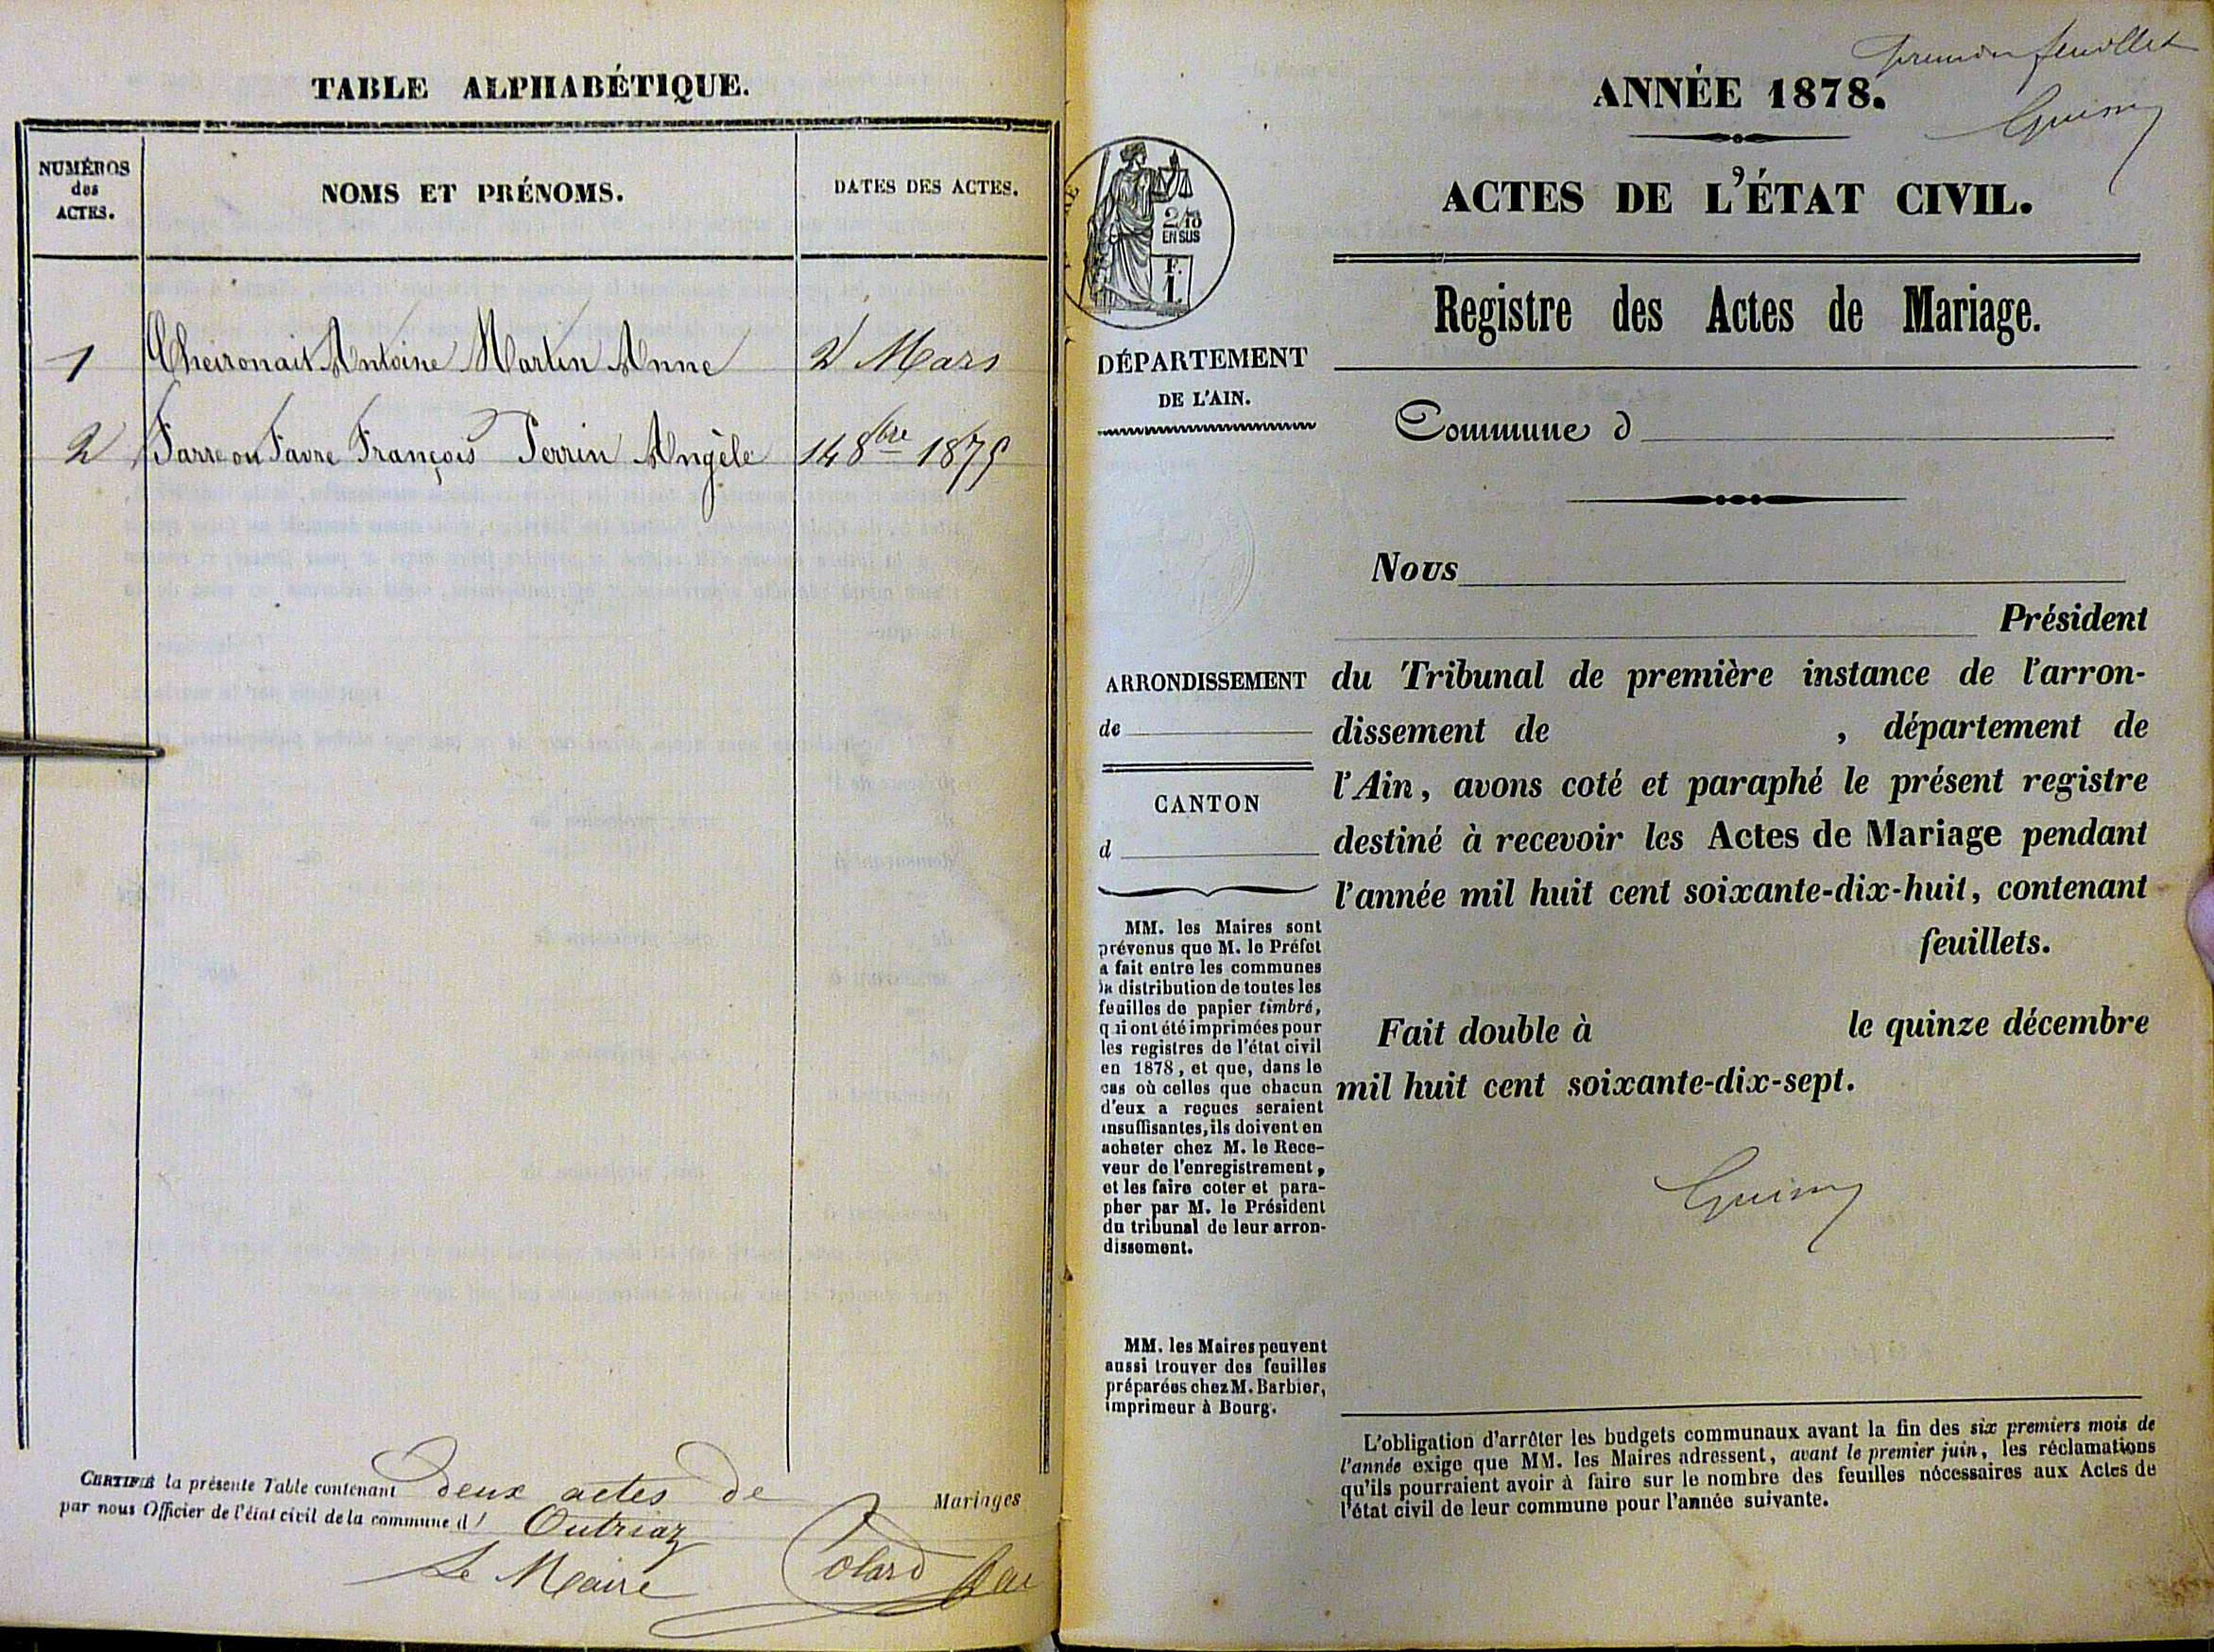 TABLE ALPHABÉTIQUE.
NUMÉROS
des
ACTES.
NOMS ET PRÉNOMS.
DATES DES ACTES.
1 Cheironait Antoine Martin Anne 2 Mars
2 Farre ou Favre François Perrin Angèle 14 8bre 1875
CERTIFIÉ la présente Table contenant deux actes de Mariages
par nous Officier de l'état civil de la commune d' Outriaz
Le Maire
premier feuillet
ANNÉE 1878.
ACTES DE L'ÉTAT CIVIL.
2/10
EN SUS
F.
1
Registre des Actes de Mariage.
DÉPARTEMENT
DE L'AIN.
Commune d
Nous
Président
ARRONDISSEMENT
de
CANTON
d
du Tribunal de première instance de l'arron-
dissement de , département de
l'Ain, avons coté et paraphé le présent registre
destiné à recevoir les Actes de Mariage pendant
l'année mil huit cent soixante-dix-huit, contenant
feuillets.
Fait double à le quinze décembre
mil huit cent soixante-dix-sept.
MM. les Maires sont
prévenus que M. le Préfet
a fait entre les communes
la distribution de toutes les
feuilles de papier timbré,
qui ont été imprimées pour
les registres de l'état civil
en 1878, et que, dans le
cas où celles que chacun
d'eux a reçues seraient
insuffisantes, ils doivent en
acheter chez M. le Rece-
veur de l'enregistrement,
et les faire coter et para-
pher par M. le Président
du tribunal de leur arron-
dissement.
MM. les Maires peuvent
aussi trouver des feuilles
préparées chez M. Barbier,
imprimeur à Bourg.
L'obligation d'arrêter les budgets communaux avant la fin des six premiers mois de
l'année exige que MM. les Maires adressent, avant le premier juin, les réclamations
qu'ils pourraient avoir à faire sur le nombre des feuilles nécessaires aux Actes de
l'état civil de leur commune pour l'année suivante.